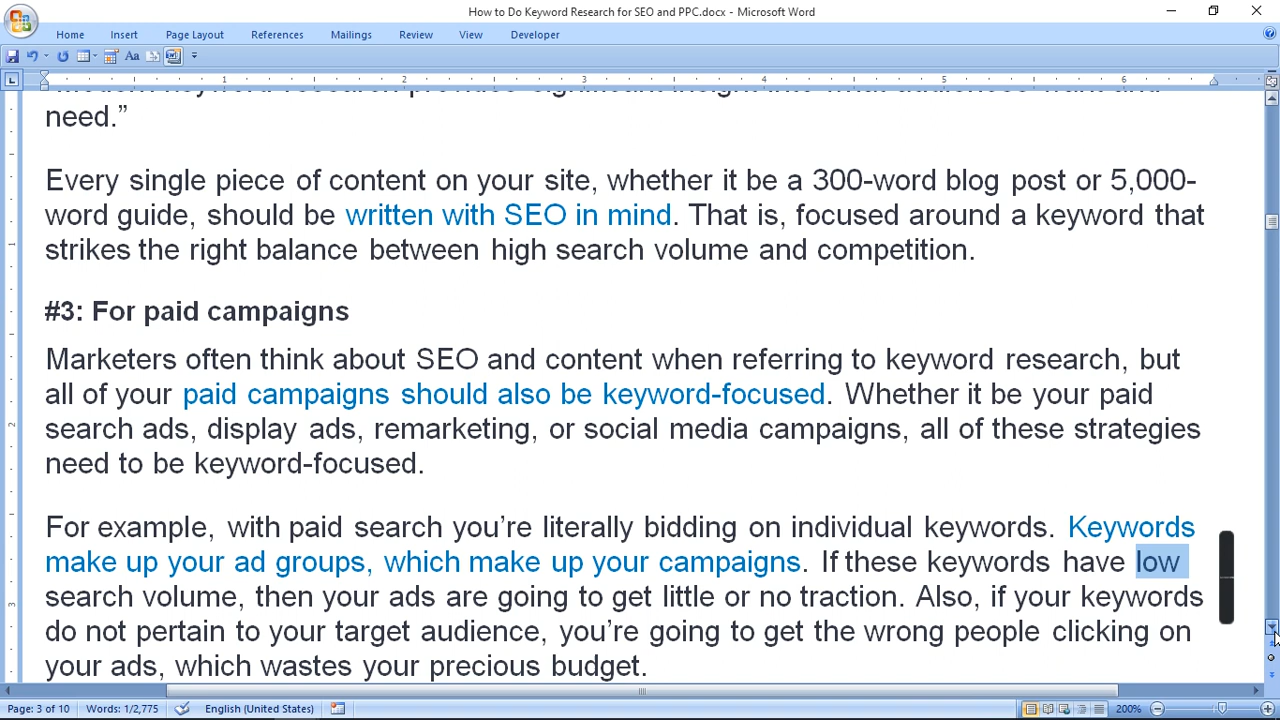 How to Do Keyword Research for SEO and PPC.docx - Microsoft Word
Home Insert Page Layout References Mailings Review View Developer
Aa
1 2 3 4 5 6
need.”
Every single piece of content on your site, whether it be a 300-word blog post or 5,000-
word guide, should be written with SEO in mind. That is, focused around a keyword that
strikes the right balance between high search volume and competition.
#3: For paid campaigns
Marketers often think about SEO and content when referring to keyword research, but
all of your paid campaigns should also be keyword-focused. Whether it be your paid
search ads, display ads, remarketing, or social media campaigns, all of these strategies
need to be keyword-focused.
For example, with paid search you’re literally bidding on individual keywords. Keywords
make up your ad groups, which make up your campaigns. If these keywords have low
search volume, then your ads are going to get little or no traction. Also, if your keywords
do not pertain to your target audience, you’re going to get the wrong people clicking on
your ads, which wastes your precious budget.
Page: 3 of 10 Words: 1/2,775 English (United States) 200%